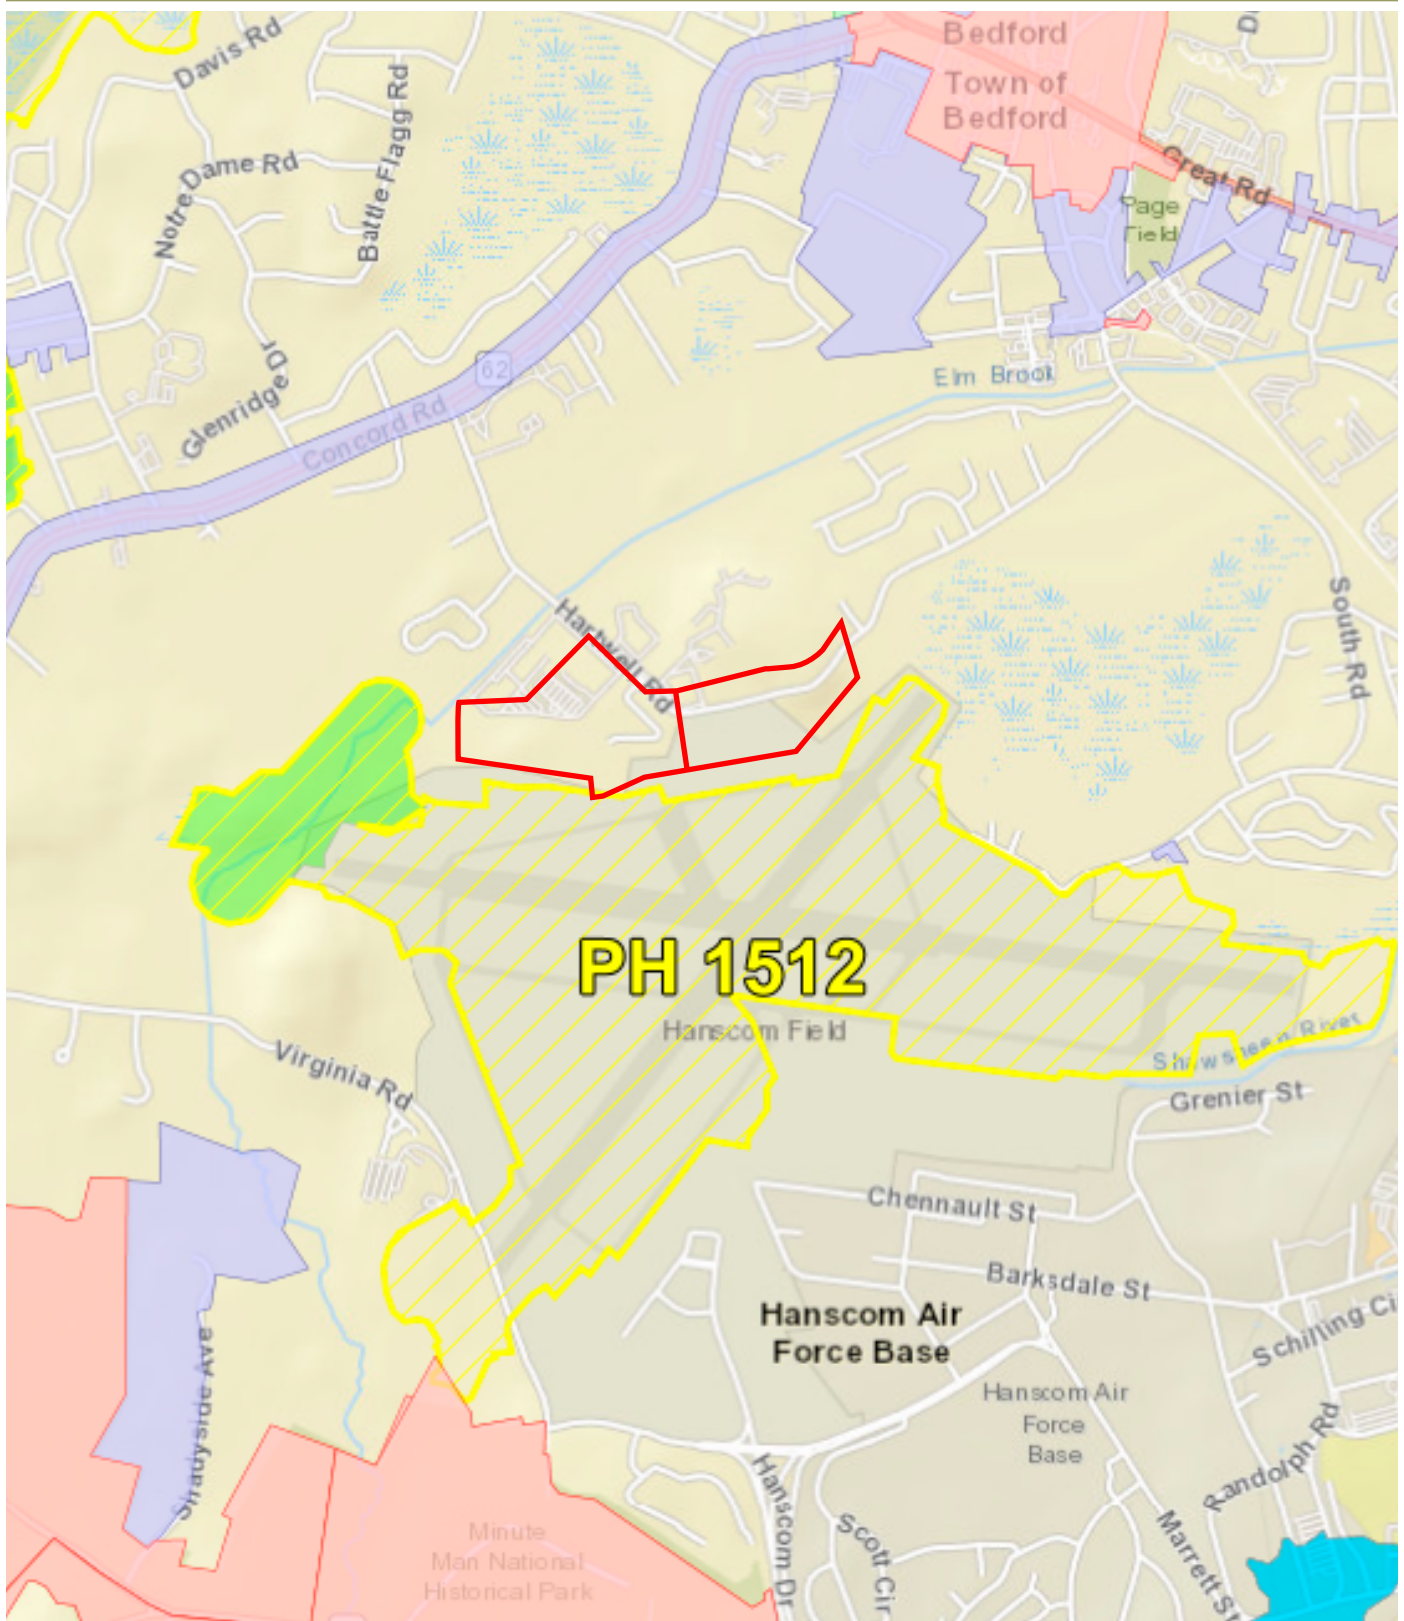 Bedford
Town of
Bedford
Davis Rd
Battle Flagg Rd
Notre Dame Rd
Great Rd
Page
Field
Glenridge Dr
62
Concord Rd
Elm Brook
South Rd
Hartwell Rd
PH 1512
Hanscom Field
Shawsheen River
Grenier St
Virginia Rd
Chennault St
Barksdale St
Hanscom Air
Force Base
Schilling Ci
Hanscom Air
Force
Base
Shadyside Ave
Randolph Rd
Hanscom Dr
Scott Cir
Marrett St
Minute
Man National
Historical Park